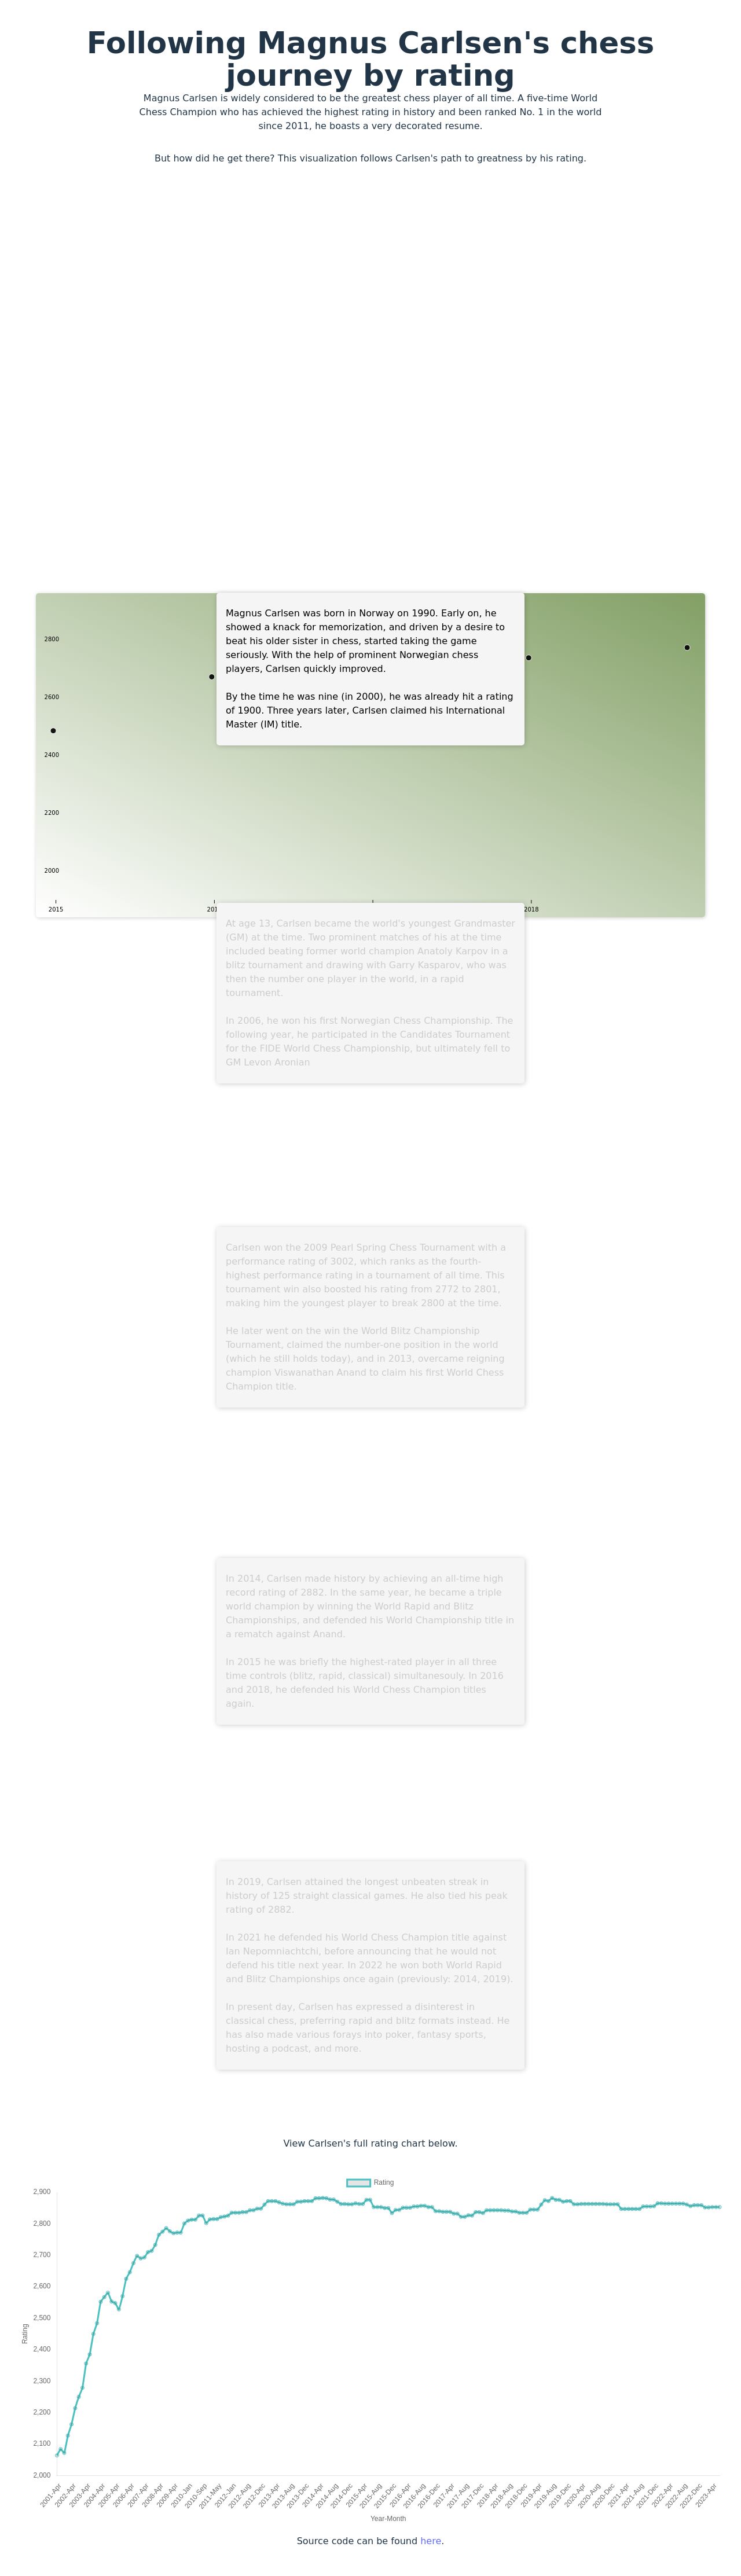 Following Magnus Carlsen's chess
journey by rating
Magnus Carlsen is widely considered to be the greatest chess player of all time. A five-time World
Chess Champion who has achieved the highest rating in history and been ranked No. 1 in the world
since 2011, he boasts a very decorated resume.
But how did he get there? This visualization follows Carlsen's path to greatness by his rating.
Magnus Carlsen was born in Norway on 1990. Early on, he
showed a knack for memorization, and driven by a desire to
beat his older sister in chess, started taking the game
seriously. With the help of prominent Norwegian chess
players, Carlsen quickly improved.
By the time he was nine (in 2000), he was already hit a rating
of 1900. Three years later, Carlsen claimed his International
Master (IM) title.
2800
2600
2400
2200
2000
2015
201
2018
At age 13, Carlsen became the world's youngest Grandmaster
(GM) at the time. Two prominent matches of his at the time
included beating former world champion Anatoly Karpov in a
blitz tournament and drawing with Garry Kasparov, who was
then the number one player in the world, in a rapid
tournament.
In 2006, he won his first Norwegian Chess Championship. The
following year, he participated in the Candidates Tournament
for the FIDE World Chess Championship, but ultimately fell to
GM Levon Aronian
Carlsen won the 2009 Pearl Spring Chess Tournament with a
performance rating of 3002, which ranks as the fourth-
highest performance rating in a tournament of all time. This
tournament win also boosted his rating from 2772 to 2801,
making him the youngest player to break 2800 at the time.
He later went on the win the World Blitz Championship
Tournament, claimed the number-one position in the world
(which he still holds today), and in 2013, overcame reigning
champion Viswanathan Anand to claim his first World Chess
Champion title.
In 2014, Carlsen made history by achieving an all-time high
record rating of 2882. In the same year, he became a triple
world champion by winning the World Rapid and Blitz
Championships, and defended his World Championship title in
a rematch against Anand.
In 2015 he was briefly the highest-rated player in all three
time controls (blitz, rapid, classical) simultanesouly. In 2016
and 2018, he defended his World Chess Champion titles
again.
In 2019, Carlsen attained the longest unbeaten streak in
history of 125 straight classical games. He also tied his peak
rating of 2882.
In 2021 he defended his World Chess Champion title against
Ian Nepomniachtchi, before announcing that he would not
defend his title next year. In 2022 he won both World Rapid
and Blitz Championships once again (previously: 2014, 2019).
In present day, Carlsen has expressed a disinterest in
classical chess, preferring rapid and blitz formats instead. He
has also made various forays into poker, fantasy sports,
hosting a podcast, and more.
View Carlsen's full rating chart below.
Rating
2,900
2,800
2,700
2,600
2,500
2,400
2,300
2,200
2,100
2,000
Rating
2001-Apr
2002-Apr
2003-Apr
2004-Apr
2005-Apr
2006-Apr
2007-Apr
2008-Apr
2009-Apr
2010-Jan
2010-Sep
2011-May
2012-Jan
2012-Aug
2012-Dec
2013-Apr
2013-Aug
2013-Dec
2014-Apr
2014-Aug
2014-Dec
2015-Apr
2015-Aug
2015-Dec
2016-Apr
2016-Aug
2016-Dec
2017-Apr
2017-Aug
2017-Dec
2018-Apr
2018-Aug
2018-Dec
2019-Apr
2019-Aug
2019-Dec
2020-Apr
2020-Aug
2020-Dec
2021-Apr
2021-Aug
2021-Dec
2022-Apr
2022-Aug
2022-Dec
2023-Apr
Year-Month
Source code can be found here.